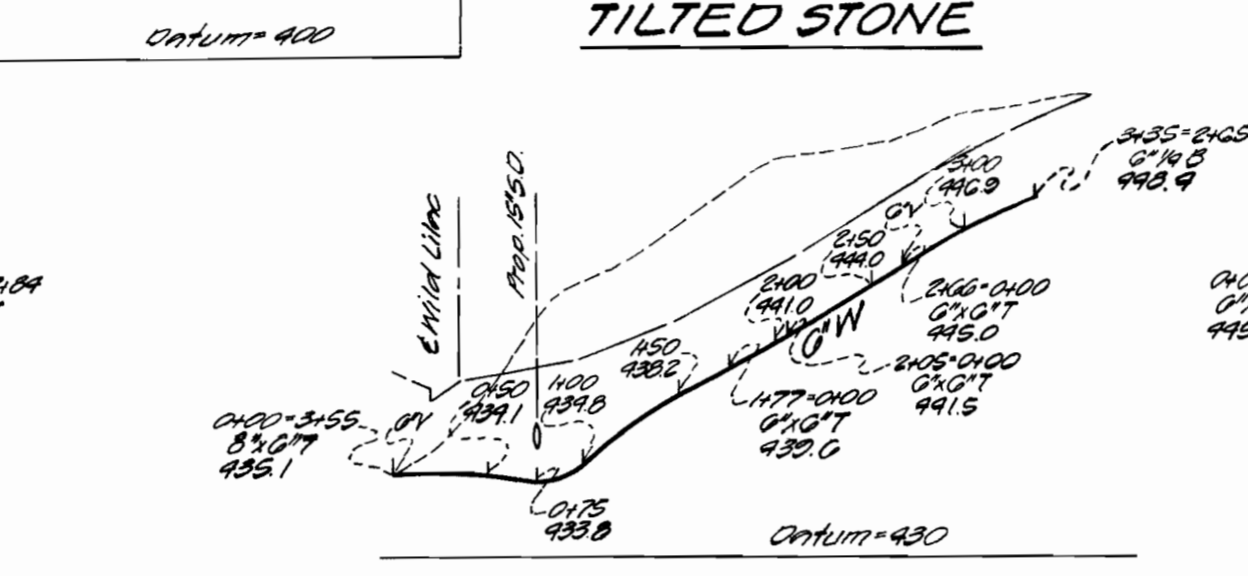 Datum=400
TILTED STONE
+84
℄ Wild Lilac
Prop. 15" S.D.
0+00=3+55
8"x6"T
435.1
6"V
0+50
434.1
1+00
434.8
0+75
433.8
1+50
438.2
1+77=0+00
6"x6"T
439.6
2+00
441.0
6"W
2+05=0+00
6"x6"T
441.5
2+50
444.0
6"V
2+66=0+00
6"x6"T
445.0
3+00
446.9
3+35=2+65
448.4
Datum=430